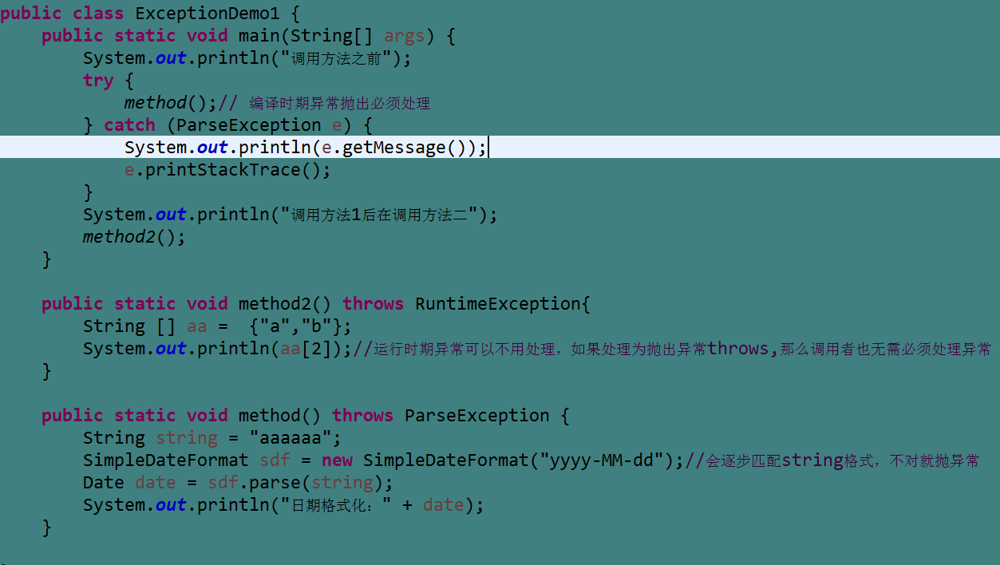 public class ExceptionDemo1 {
    public static void main(String[] args) {
        System.out.println("调用方法之前");
        try {
            method();// 编译时期异常抛出必须处理
        } catch (ParseException e) {
            System.out.println(e.getMessage());
            e.printStackTrace();
        }
        System.out.println("调用方法1后在调用方法二");
        method2();
    }

    public static void method2() throws RuntimeException{
        String [] aa =  {"a","b"};
        System.out.println(aa[2]);//运行时期异常可以不用处理，如果处理为抛出异常throws,那么调用者也无需必须处理异常
    }

    public static void method() throws ParseException {
        String string = "aaaaaa";
        SimpleDateFormat sdf = new SimpleDateFormat("yyyy-MM-dd");//会逐步匹配string格式，不对就抛异常
        Date date = sdf.parse(string);
        System.out.println("日期格式化：" + date);
    }